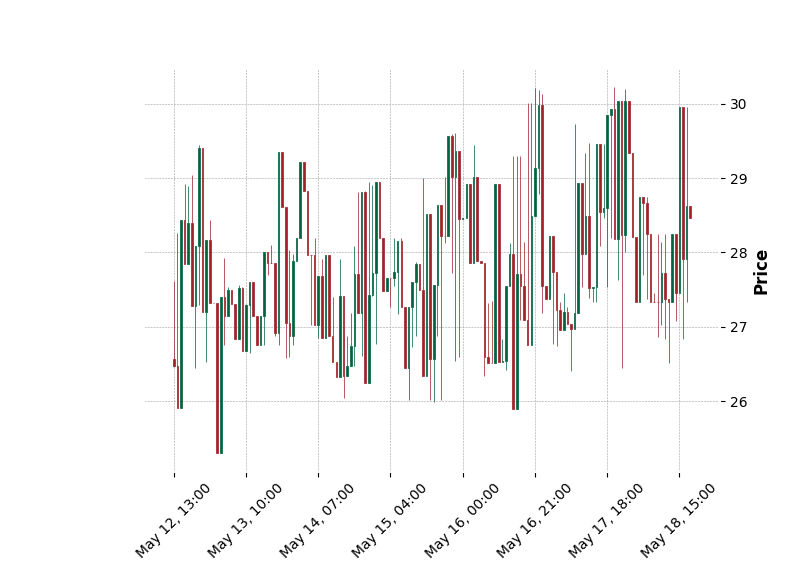 30
29
28
27
26
Price
May 12, 13:00
May 13, 10:00
May 14, 07:00
May 15, 04:00
May 16, 00:00
May 16, 21:00
May 17, 18:00
May 18, 15:00